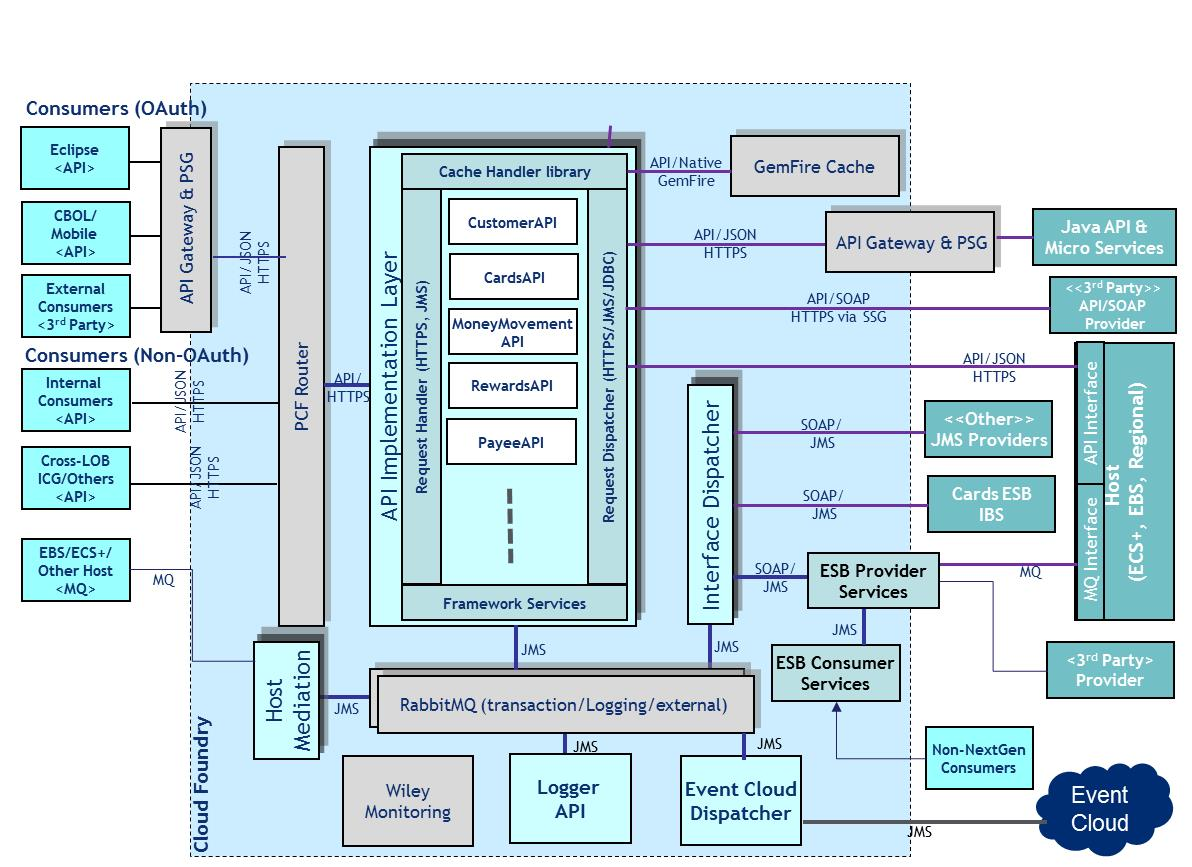 Consumers (OAuth)
Eclipse
<API>
CBOL/
Mobile
<API>
External
Consumers
<3rd Party>
API Gateway & PSG
API/JSON
HTTPS
Consumers (Non-OAuth)
Internal
Consumers
<API>
API/JSON
HTTPS
Cross-LOB
ICG/Others
<API>
API/JSON
HTTPS
EBS/ECS+/
Other Host
<MQ>
MQ
PCF Router
API/
HTTPS
API Implementation Layer
Cache Handler library
Request Handler (HTTPS, JMS)
CustomerAPI
CardsAPI
MoneyMovement
API
RewardsAPI
PayeeAPI
Request Dispatcher (HTTPS/JMS/JDBC)
Framework Services
API/Native
GemFire
GemFire Cache
API/JSON
HTTPS
API Gateway & PSG
Java API &
Micro Services
API/SOAP
HTTPS via SSG
<<3rd Party>>
API/SOAP
Provider
API/JSON
HTTPS
API Interface
MQ Interface
Host
(ECS+, EBS, Regional)
Interface Dispatcher
SOAP/
JMS
<<Other>>
JMS Providers
SOAP/
JMS
Cards ESB
IBS
SOAP/
JMS
ESB Provider
Services
MQ
JMS
ESB Consumer
Services
<3rd Party>
Provider
Non-NextGen
Consumers
Host
Mediation
JMS
JMS
JMS
RabbitMQ (transaction/Logging/external)
JMS
JMS
Wiley
Monitoring
Logger
API
Event Cloud
Dispatcher
JMS
Event
Cloud
Cloud Foundry